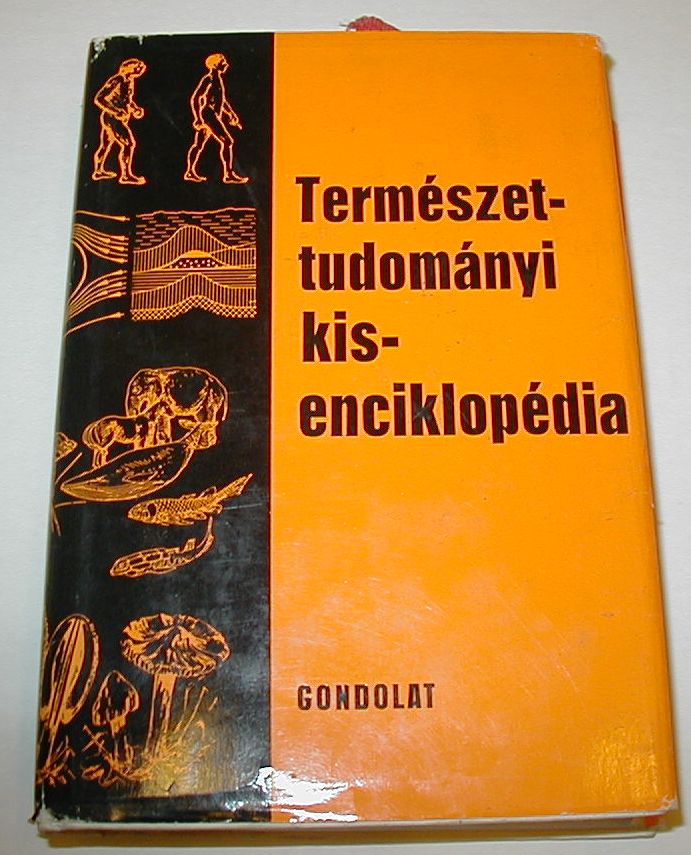 Természet-
tudományi
kis-
enciklopédia
GONDOLAT